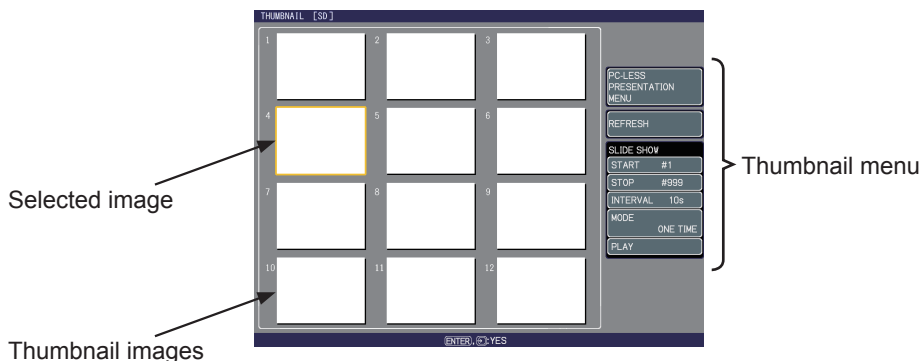 THUMBNAIL [SD]
1 2 3
4 5 6
7 8 9
10 11 12
PC-LESS
PRESENTATION
MENU
REFRESH
SLIDE SHOW
START #1
STOP #999
INTERVAL 10s
MODE
ONE TIME
PLAY
ENTER, :YES
Selected image
Thumbnail images
Thumbnail menu